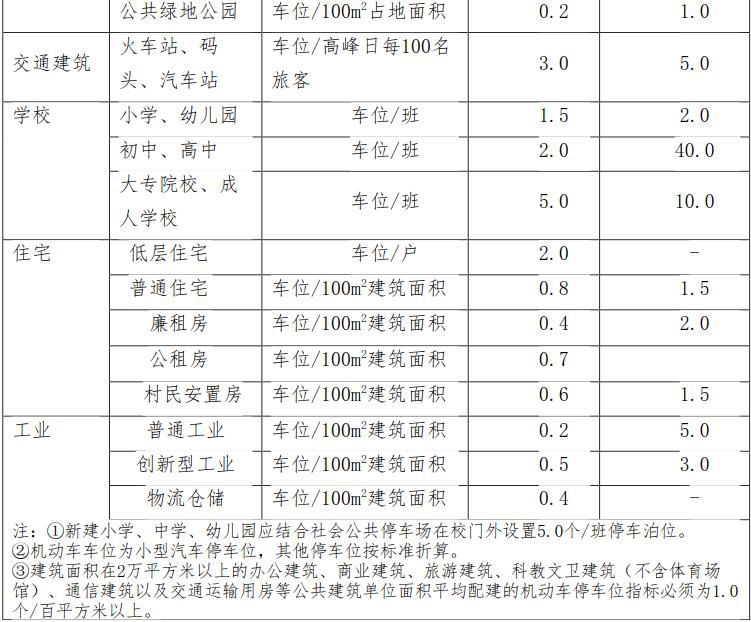 公共绿地公园 车位/100m²占地面积 0.2 1.0
交通建筑 火车站、码头、汽车站 车位/高峰日每100名旅客 3.0 5.0
学校 小学、幼儿园 车位/班 1.5 2.0
初中、高中 车位/班 2.0 40.0
大专院校、成人学校 车位/班 5.0 10.0
住宅 低层住宅 车位/户 2.0 -
普通住宅 车位/100m²建筑面积 0.8 1.5
廉租房 车位/100m²建筑面积 0.4 2.0
公租房 车位/100m²建筑面积 0.7
村民安置房 车位/100m²建筑面积 0.6 1.5
工业 普通工业 车位/100m²建筑面积 0.2 5.0
创新型工业 车位/100m²建筑面积 0.5 3.0
物流仓储 车位/100m²建筑面积 0.4 -
注：①新建小学、中学、幼儿园应结合社会公共停车场在校门外设置5.0个/班停车泊位。
②机动车车位为小型汽车停车位，其他停车位按标准折算。
③建筑面积在2万平方米以上的办公建筑、商业建筑、旅游建筑、科教文卫建筑（不含体育场
馆）、通信建筑以及交通运输用房等公共建筑单位面积平均配建的机动车停车位指标必须为1.0
个/百平方米以上。